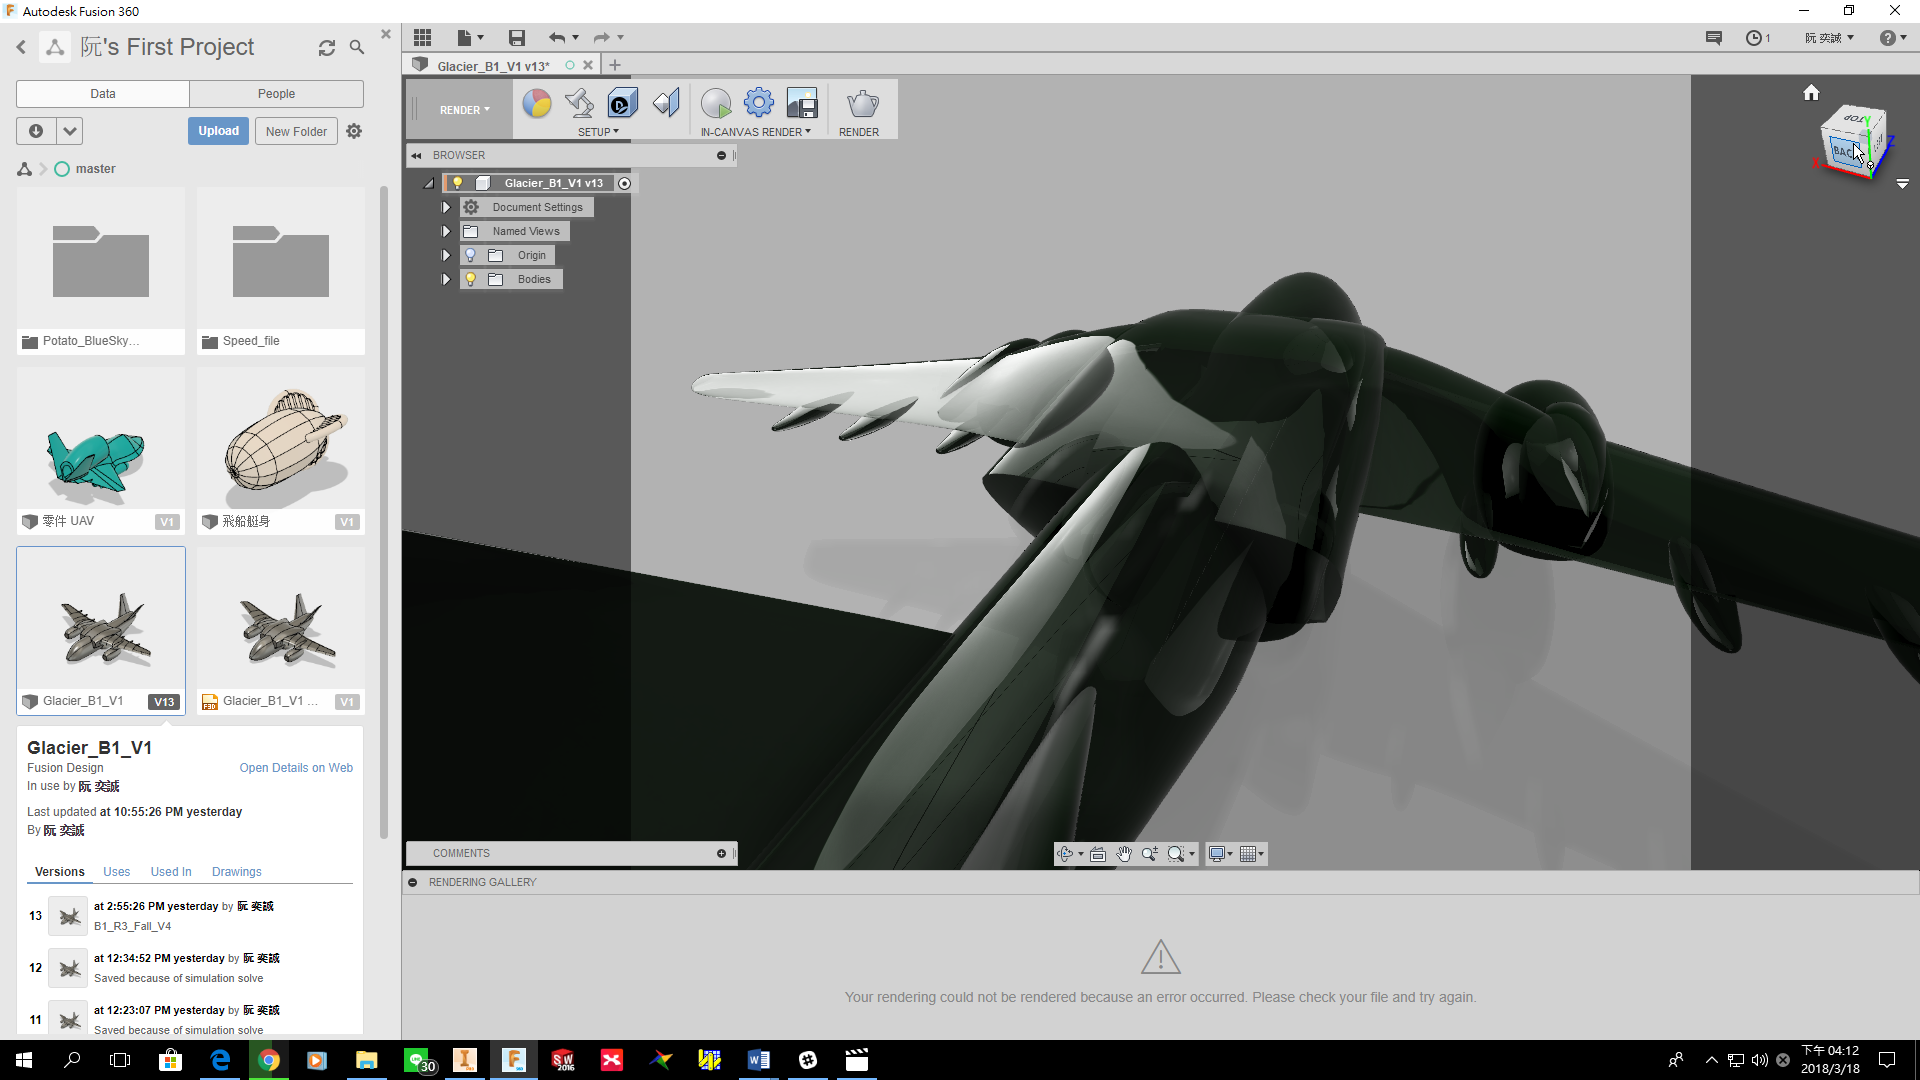 Autodesk Fusion 360
阮's First Project
Data
People
Upload
New Folder
master
Potato_BlueSky...
Speed_file
零件 UAV
V1
飛船艇身
V1
Glacier_B1_V1
V13
F3D
Glacier_B1_V1 ...
V1
Glacier_B1_V1
Fusion Design
Open Details on Web
In use by 阮 奕誠
Last updated at 10:55:26 PM yesterday
By 阮 奕誠
Versions
Uses
Used In
Drawings
13
at 2:55:26 PM yesterday by 阮 奕誠
B1_R3_Fall_V4
12
at 12:34:52 PM yesterday by 阮 奕誠
Saved because of simulation solve
11
at 12:23:07 PM yesterday by 阮 奕誠
Saved because of simulation solve
1
阮 奕誠
Glacier_B1_V1 v13*
RENDER
SETUP
IN-CANVAS RENDER
RENDER
BROWSER
Glacier_B1_V1 v13
Document Settings
Named Views
Origin
Bodies
TOP
Y
Z
X
COMMENTS
RENDERING GALLERY
Your rendering could not be rendered because an error occurred. Please check your file and try again.
30
SW
2016
下午 04:12
2018/3/18